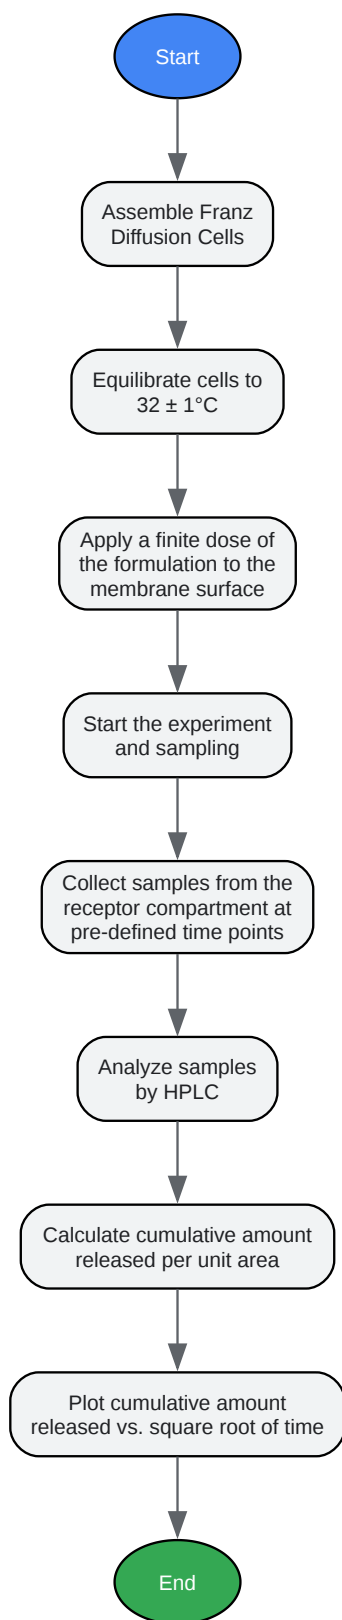 Start
Assemble Franz
Diffusion Cells
Equilibrate cells to
32 ± 1°C
Apply a finite dose of
the formulation to the
membrane surface
Start the experiment
and sampling
Collect samples from the
receptor compartment at
pre-defined time points
Analyze samples
by HPLC
Calculate cumulative amount
released per unit area
Plot cumulative amount
released vs. square root of time
End